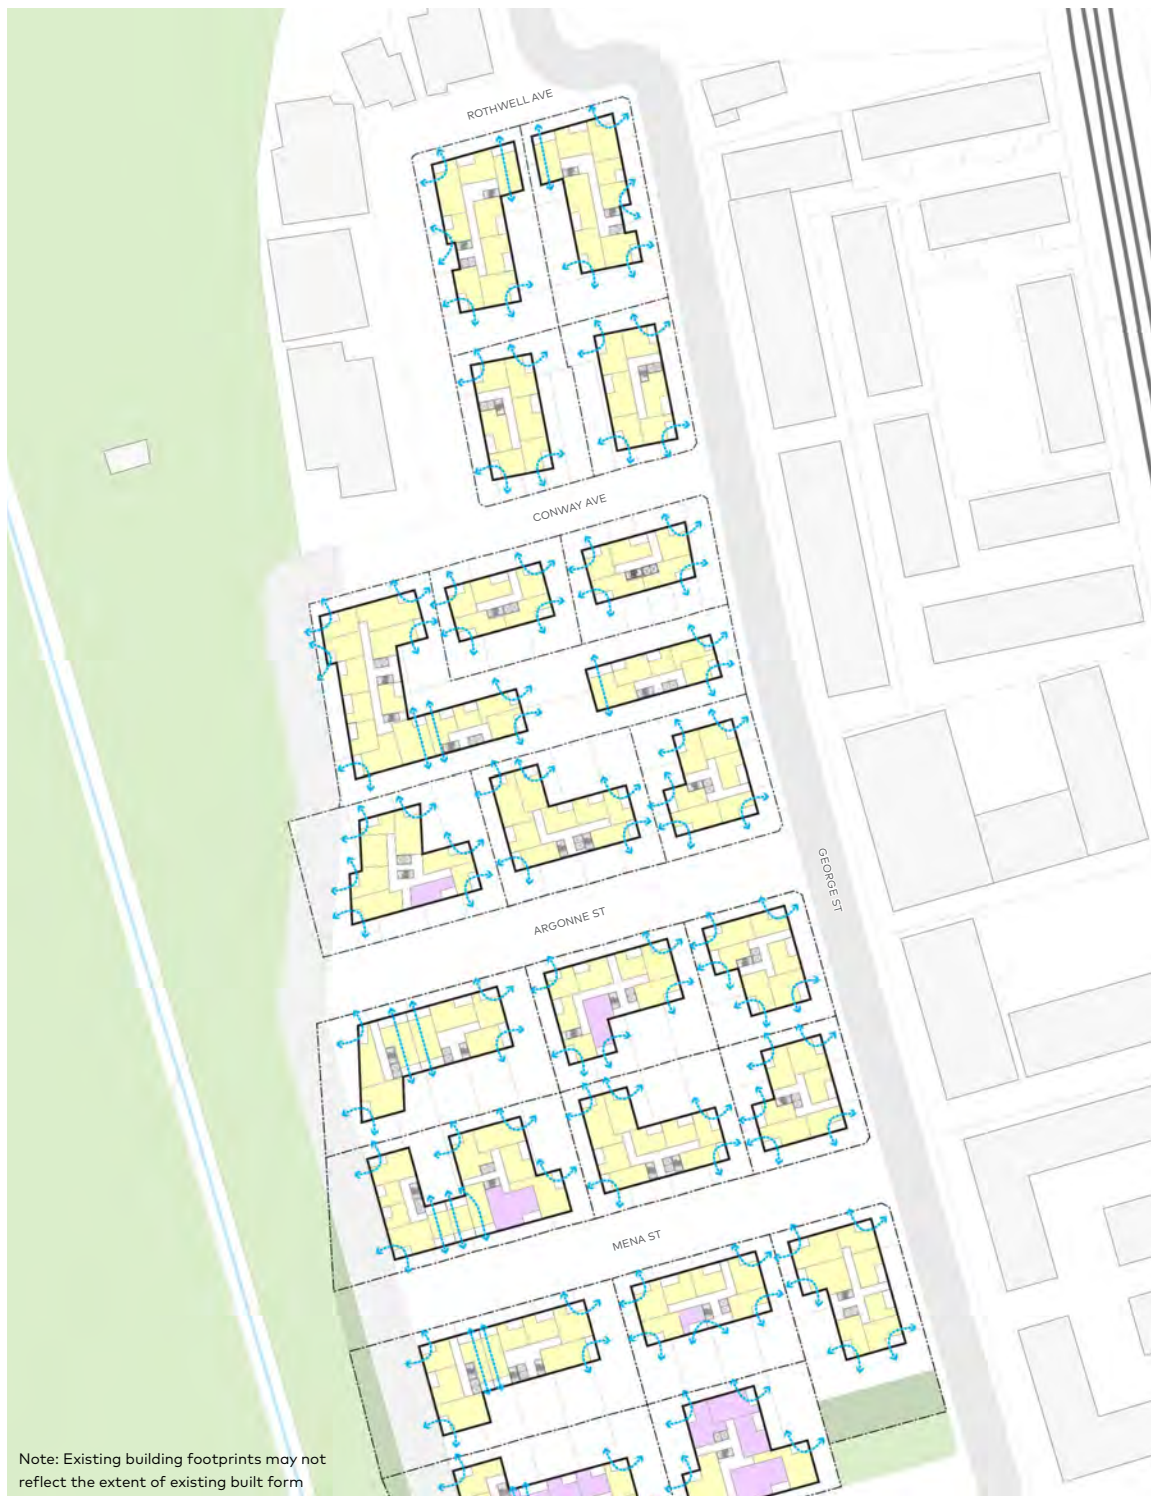 ROTHWELL AVE
CONWAY AVE
GEORGE ST
ARGONNE ST
MENA ST
Note: Existing building footprints may not
reflect the extent of existing built form